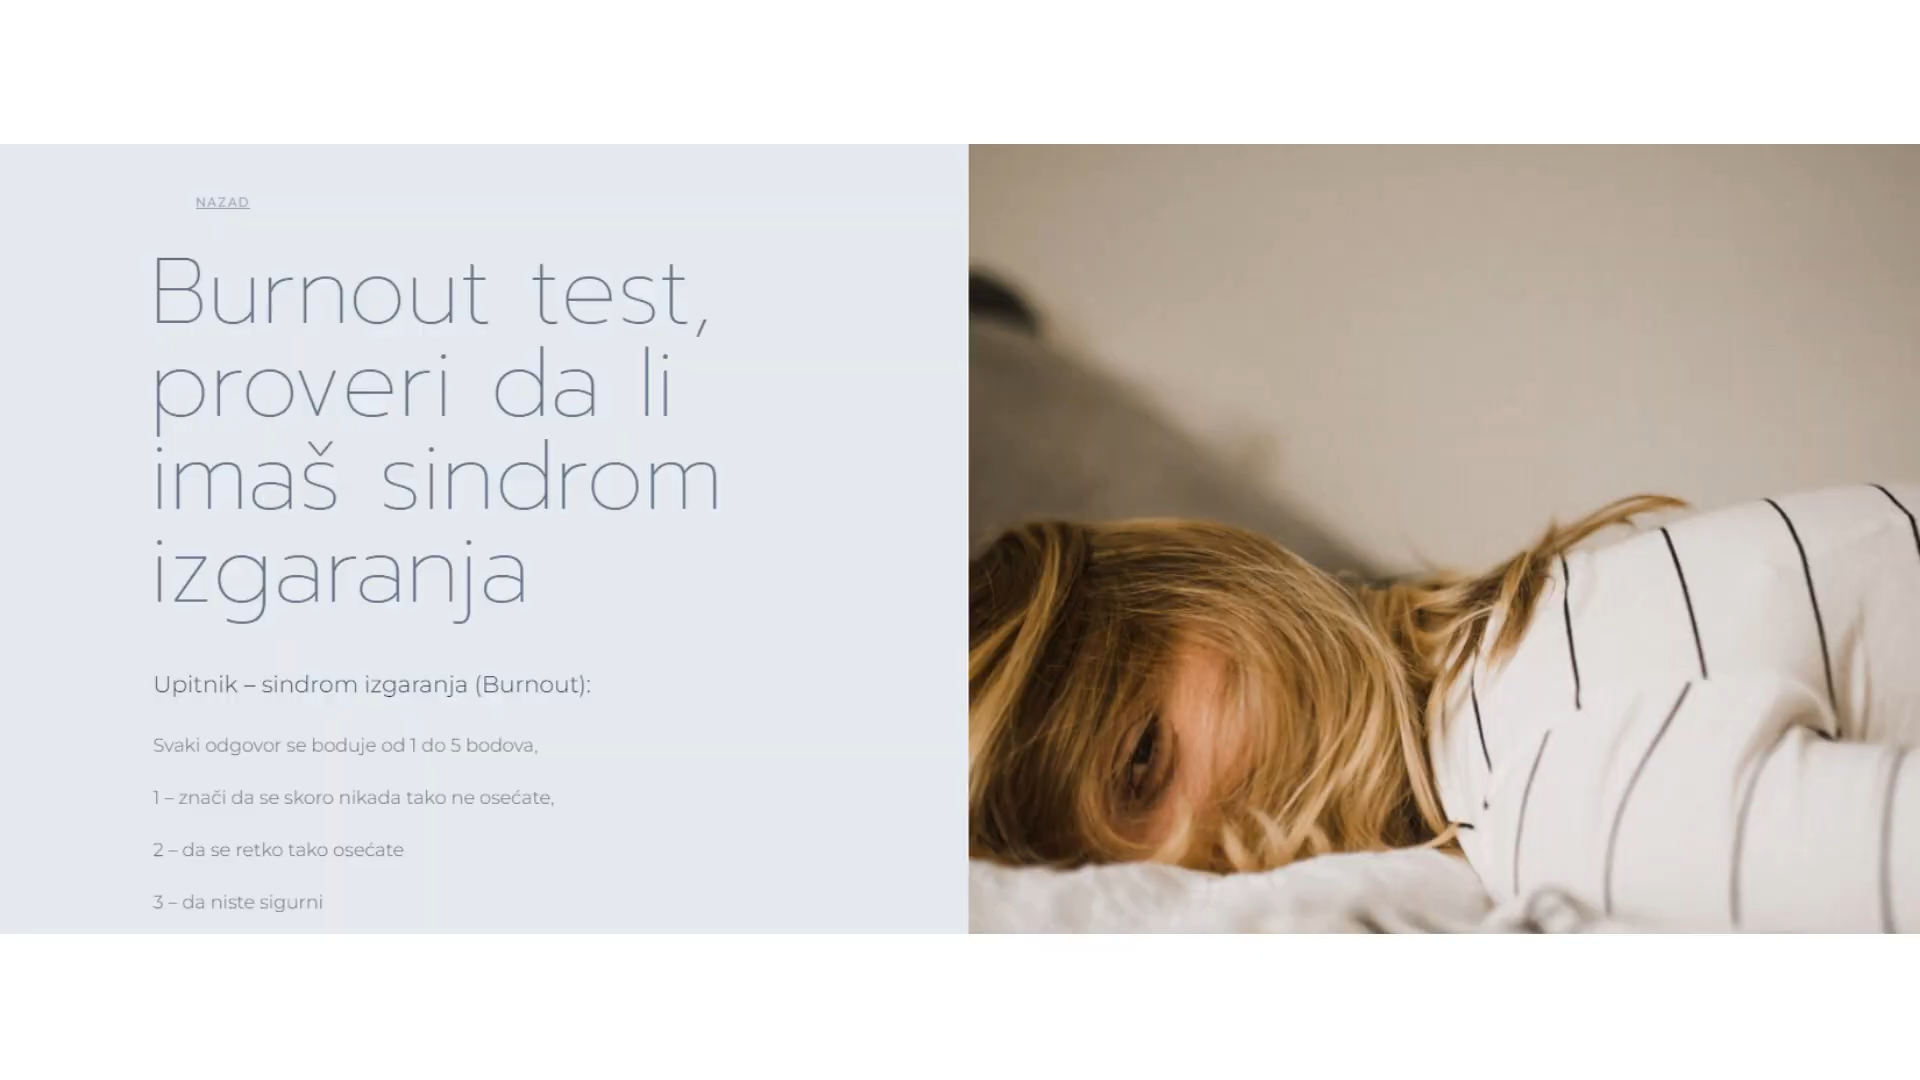 NAZAD
Burnout test,
proveri da li
imaš sindrom
izgaranja
Upitnik – sindrom izgaranja (Burnout):
Svaki odgovor se boduje od 1 do 5 bodova,
1 – znači da se skoro nikada tako ne osećate,
2 – da se retko tako osećate
3 – da niste sigurni